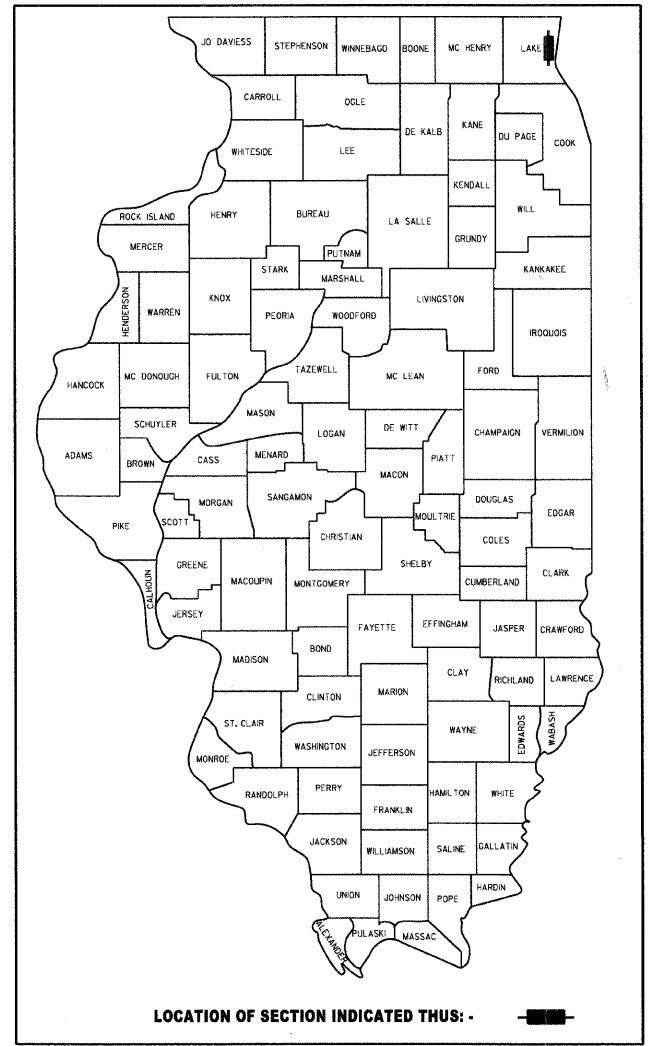 JO DAVIESS
STEPHENSON
WINNEBAGO
BOONE
MC HENRY
LAKE
CARROLL
OGLE
DE KALB
KANE
DU PAGE
COOK
WHITESIDE
LEE
KENDALL
ROCK ISLAND
HENRY
BUREAU
LA SALLE
WILL
GRUNDY
MERCER
PUTNAM
STARK
MARSHALL
KANKAKEE
HENDERSON
WARREN
KNOX
PEORIA
WOODFORD
LIVINGSTON
IROQUOIS
HANCOCK
MC DONOUGH
FULTON
TAZEWELL
MC LEAN
FORD
MASON
SCHUYLER
LOGAN
DE WITT
CHAMPAIGN
VERMILION
ADAMS
BROWN
CASS
MENARD
PIATT
MACON
MORGAN
SANGAMON
DOUGLAS
PIKE
SCOTT
MOULTRIE
EDGAR
CHRISTIAN
COLES
GREENE
SHELBY
CALHOUN
MACOUPIN
MONTGOMERY
CUMBERLAND
CLARK
JERSEY
FAYETTE
EFFINGHAM
JASPER
CRAWFORD
MADISON
BOND
CLAY
RICHLAND
LAWRENCE
CLINTON
MARION
ST. CLAIR
WAYNE
EDWARDS
WABASH
MONROE
WASHINGTON
JEFFERSON
RANDOLPH
PERRY
HAMILTON
WHITE
FRANKLIN
JACKSON
WILLIAMSON
SALINE
GALLATIN
UNION
JOHNSON
POPE
HARDIN
ALEXANDER
PULASKI
MASSAC
LOCATION OF SECTION INDICATED THUS: -